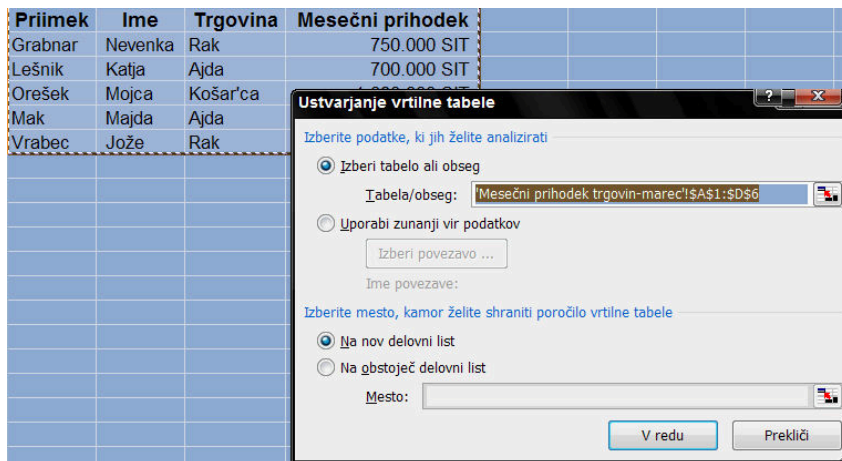 Priimek Ime Trgovina Mesečni prihodek
Grabnar Nevenka Rak 750.000 SIT
Lešnik Katja Ajda 700.000 SIT
Orešek Mojca Košar'ca
Mak Majda Ajda
Vrabec Jože Rak
Ustvarjanje vrtilne tabele
Izberite podatke, ki jih želite analizirati
Izberi tabelo ali obseg
Tabela/obseg: 'Mesečni prihodek trgovin-marec'!$A$1:$D$6
Uporabi zunanji vir podatkov
Izberi povezavo ...
Ime povezave:
Izberite mesto, kamor želite shraniti poročilo vrtilne tabele
Na nov delovni list
Na obstoječ delovni list
Mesto:
V redu Prekliči